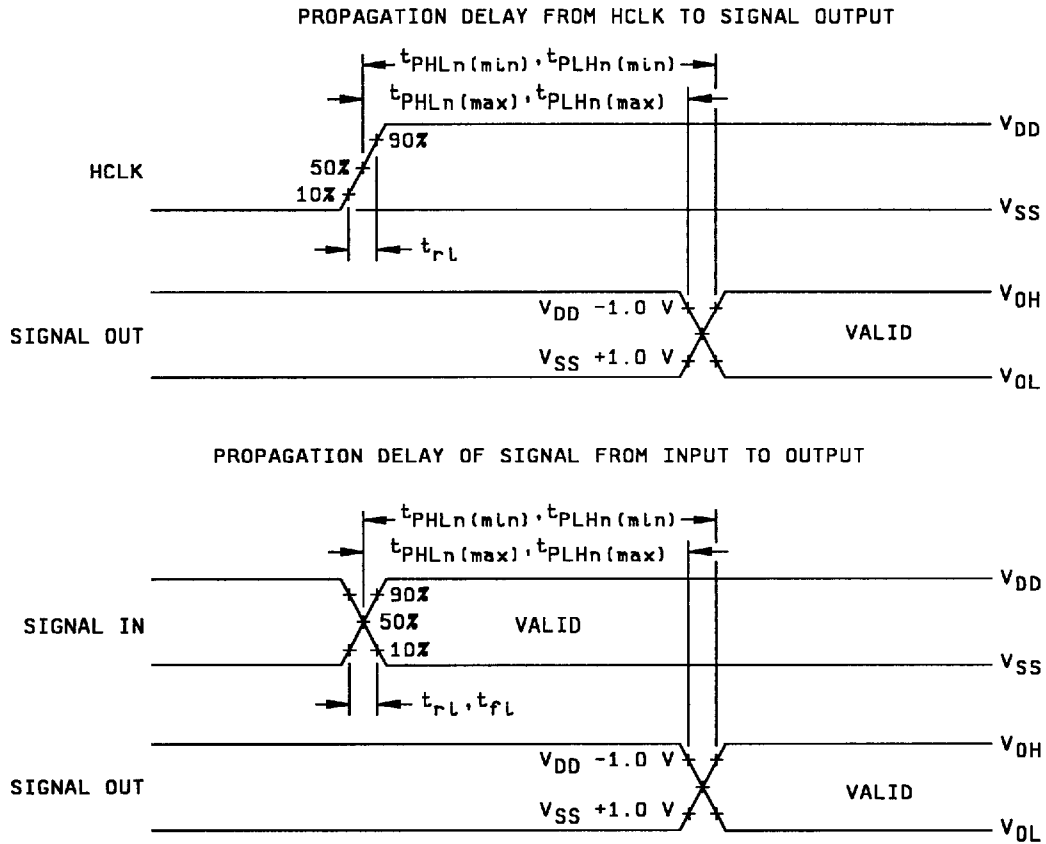 PROPAGATION DELAY FROM HCLK TO SIGNAL OUTPUT
tPHLn(min),tPLHn(min)
tPHLn(max),tPLHn(max)
VDD
90%
HCLK
50%
10%
VSS
tri
VOH
VDD -1.0 V
SIGNAL OUT
VALID
VSS +1.0 V
VOL
PROPAGATION DELAY OF SIGNAL FROM INPUT TO OUTPUT
tPHLn(min),tPLHn(min)
tPHLn(max),tPLHn(max)
VDD
90%
SIGNAL IN
50%
VALID
10%
VSS
tri,tfi
VOH
VDD -1.0 V
SIGNAL OUT
VALID
VSS +1.0 V
VOL